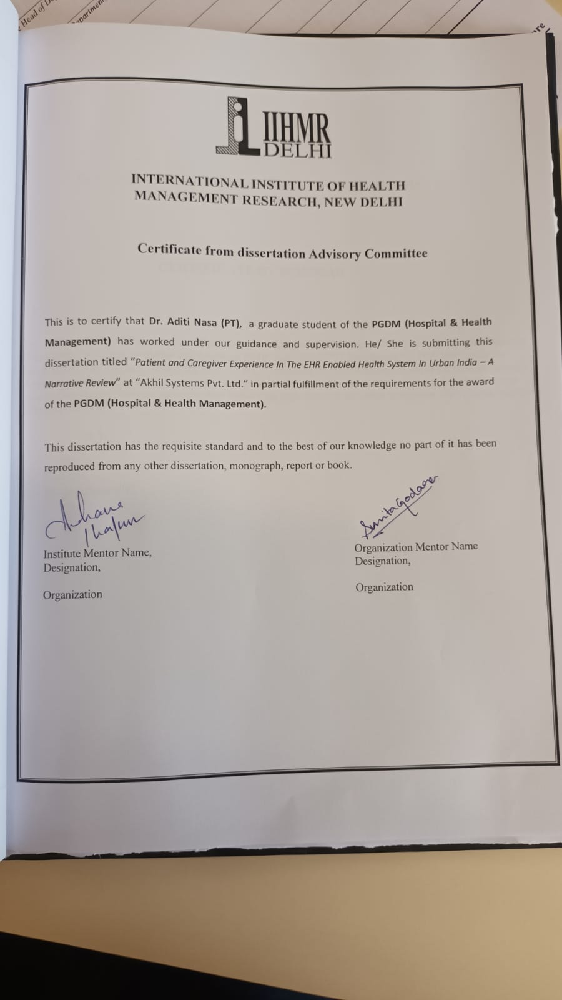 Head of D
epartment,
ure
IIHMR
DELHI
INTERNATIONAL INSTITUTE OF HEALTH
MANAGEMENT RESEARCH, NEW DELHI
Certificate from dissertation Advisory Committee
This is to certify that Dr. Aditi Nasa (PT), a graduate student of the PGDM (Hospital & Health
Management) has worked under our guidance and supervision. He/ She is submitting this
dissertation titled “Patient and Caregiver Experience In The EHR Enabled Health System In Urban India – A
Narrative Review” at “Akhil Systems Pvt. Ltd.” in partial fulfillment of the requirements for the award
of the PGDM (Hospital & Health Management).
This dissertation has the requisite standard and to the best of our knowledge no part of it has been
reproduced from any other dissertation, monograph, report or book.
Sunita Godara
Institute Mentor Name,
Designation,
Organization
Organization Mentor Name
Designation,
Organization